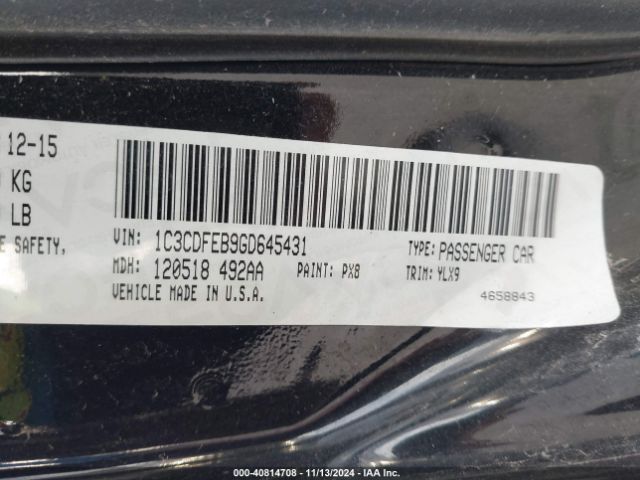 12-15
KG
LB
SAFETY,
VIN: 1C3CDFEB9GD645431
TYPE: PASSENGER CAR
MDH: 120518 492AA PAINT: PX8 TRIM: YLX9
VEHICLE MADE IN U.S.A.
4658843
000-40814708 - 11/13/2024 - IAA Inc.